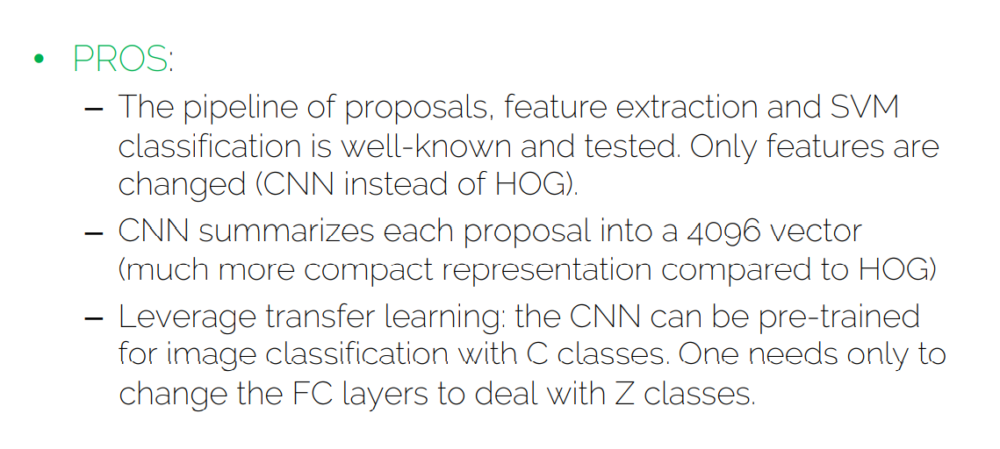 • PROS:
– The pipeline of proposals, feature extraction and SVM
classification is well-known and tested. Only features are
changed (CNN instead of HOG).
– CNN summarizes each proposal into a 4096 vector
(much more compact representation compared to HOG)
– Leverage transfer learning: the CNN can be pre-trained
for image classification with C classes. One needs only to
change the FC layers to deal with Z classes.